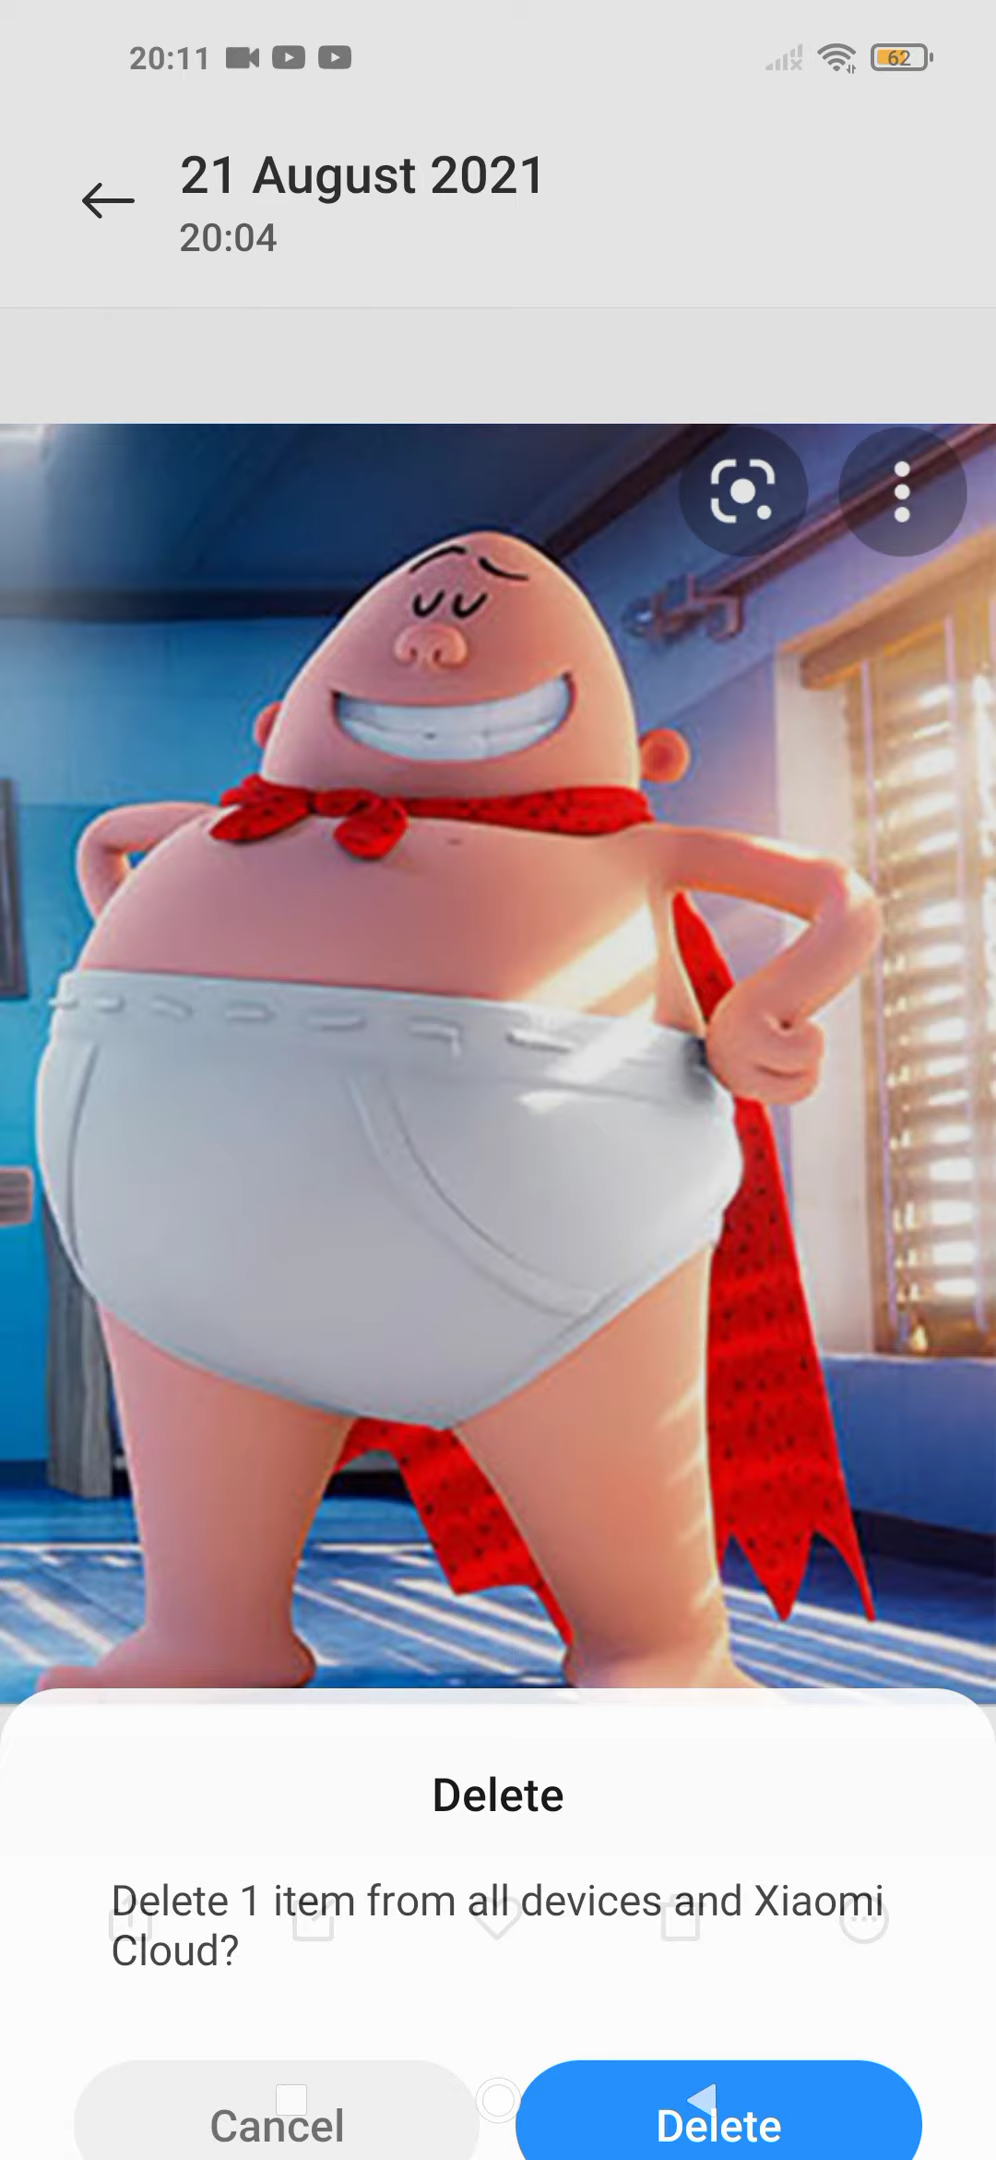 20:11
62
21 August 2021
20:04
Delete
Delete 1 item from all devices and Xiaomi
Cloud?
Cancel
Delete